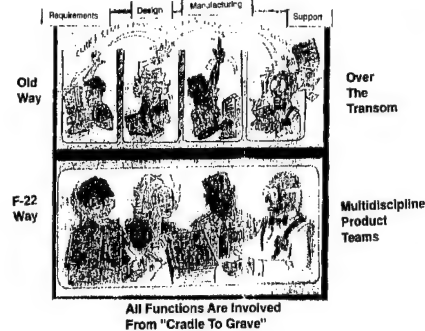 Requirements
Design
Manufacturing
Support
Old
Way
Over
The
Transom
F-22
Way
Multidiscipline
Product
Teams
All Functions Are Involved
From "Cradle To Grave"